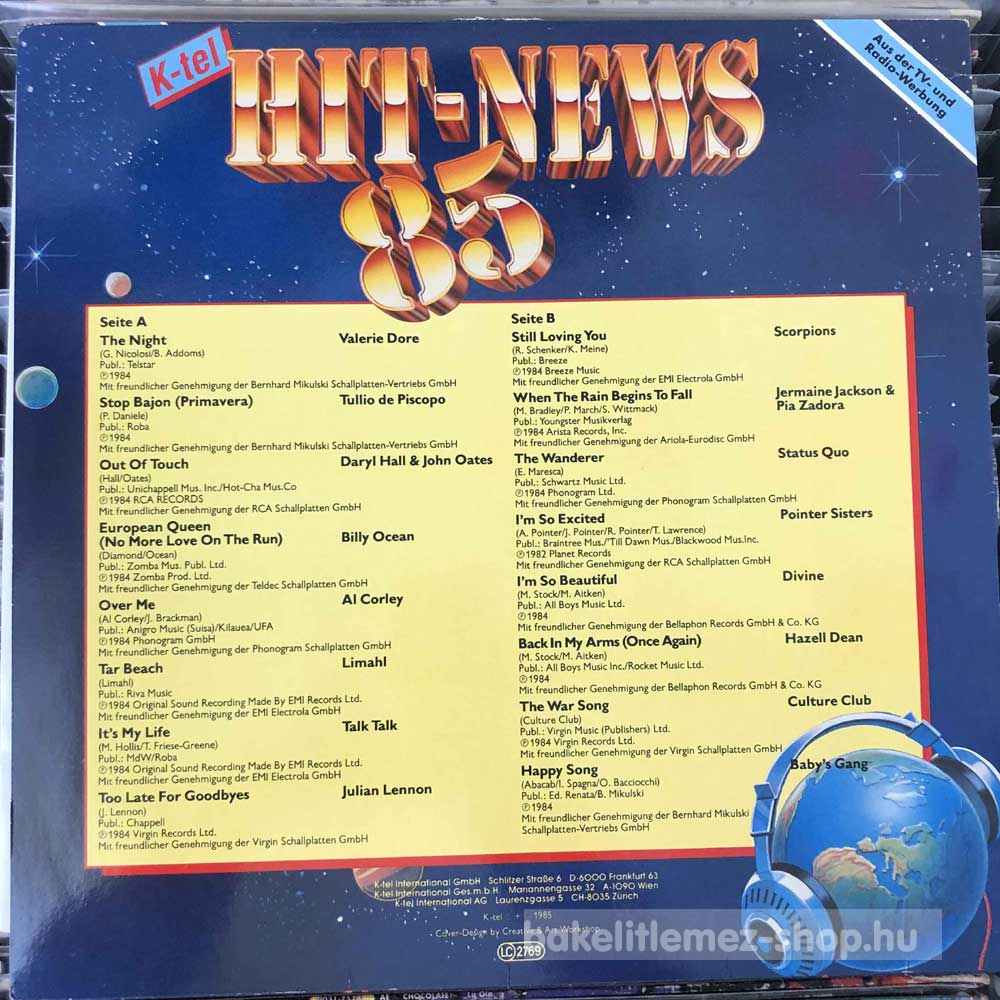 K-tel
HIT-NEWS
85
Aus der TV- und
Radio-Werbung
Seite A
The Night Valerie Dore
(G. Nicolosi/B. Addoms)
Publ.: Telstar
℗1984
Mit freundlicher Genehmigung der Bernhard Mikulski Schallplatten-Vertriebs GmbH
Stop Bajon (Primavera) Tullio de Piscopo
(P. Daniele)
Publ.: Roba
℗1984
Mit freundlicher Genehmigung der Bernhard Mikulski Schallplatten-Vertriebs GmbH
Out Of Touch Daryl Hall & John Oates
(Hall/Oates)
Publ.: Unichappell Mus. Inc./Hot-Cha Mus.Co
℗1984 RCA RECORDS
Mit freundlicher Genehmigung der RCA Schallplatten GmbH
European Queen
(No More Love On The Run) Billy Ocean
(Diamond/Ocean)
Publ.: Zomba Mus. Publ. Ltd.
℗1984 Zomba Prod. Ltd.
Mit freundlicher Genehmigung der Teldec Schallplatten GmbH
Over Me Al Corley
(Al Corley/J. Brackman)
Publ.: Anigro Music (Suisa)/Kilauea/UFA
℗1984 Phonogram GmbH
Mit freundlicher Genehmigung der Phonogram Schallplatten GmbH
Tar Beach Limahl
(Limahl)
Publ.: Riva Music
℗1984 Original Sound Recording Made By EMI Records Ltd.
Mit freundlicher Genehmigung der EMI Electrola GmbH
It's My Life Talk Talk
(M. Hollis/T. Friese-Greene)
Publ.: MdW/Roba
℗1984 Original Sound Recording Made By EMI Records Ltd.
Mit freundlicher Genehmigung der EMI Electrola GmbH
Too Late For Goodbyes Julian Lennon
(J. Lennon)
Publ.: Chappell
℗1984 Virgin Records Ltd.
Mit freundlicher Genehmigung der Virgin Schallplatten GmbH
Seite B
Still Loving You Scorpions
(R. Schenker/K. Meine)
Publ.: Breeze
℗1984 Breeze Music
Mit freundlicher Genehmigung der EMI Electrola GmbH
When The Rain Begins To Fall Jermaine Jackson &
Pia Zadora
(M. Bradley/P. March/S. Wittmack)
Publ.: Youngster Musikverlag
℗1984 Arista Records, Inc.
Mit freundlicher Genehmigung der Ariola-Eurodisc GmbH
The Wanderer Status Quo
(E. Maresca)
Publ.: Schwartz Music Ltd.
℗1984 Phonogram Ltd.
Mit freundlicher Genehmigung der Phonogram Schallplatten GmbH
I'm So Excited Pointer Sisters
(A. Pointer/J. Pointer/R. Pointer/T. Lawrence)
Publ.: Braintree Mus./'Till Dawn Mus./Blackwood Mus.Inc.
℗1982 Planet Records
Mit freundlicher Genehmigung der RCA Schallplatten GmbH
I'm So Beautiful Divine
(M. Stock/M. Aitken)
Publ.: All Boys Music Ltd.
℗1984
Mit freundlicher Genehmigung der Bellaphon Records GmbH & Co. KG
Back In My Arms (Once Again) Hazell Dean
(M. Stock/M. Aitken)
Publ.: All Boys Music Inc./Rocket Music Ltd.
℗1984
Mit freundlicher Genehmigung der Bellaphon Records GmbH & Co. KG
The War Song Culture Club
(Culture Club)
Publ.: Virgin Music (Publishers) Ltd.
℗1984 Virgin Records Ltd.
Mit freundlicher Genehmigung der Virgin Schallplatten GmbH
Happy Song Baby's Gang
(Abacab/I. Spagna/O. Bacciocchi)
Publ.: Ed. Renata/B. Mikulski
℗1984
Mit freundlicher Genehmigung der Bernhard Mikulski
Schallplatten-Vertriebs GmbH
K-tel International GmbH Schlitzer Straße 6 D-6000 Frankfurt 63
K-tel International Ges.m.b.H. Mariannengasse 32 A-1090 Wien
K-tel International AG Laurenzgasse 5 CH-8035 Zürich
K-tel 1985
Cover-Design by Creative & Art Workshop
LC 2769
bakelitlemez-shop.hu
CHOCOLATE